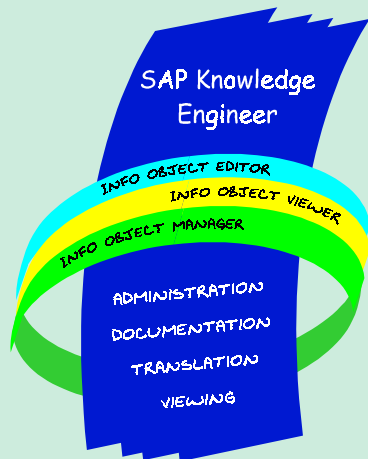 SAP Knowledge
Engineer
INFO OBJECT EDITOR
INFO OBJECT VIEWER
INFO OBJECT MANAGER
ADMINISTRATION
DOCUMENTATION
TRANSLATION
VIEWING